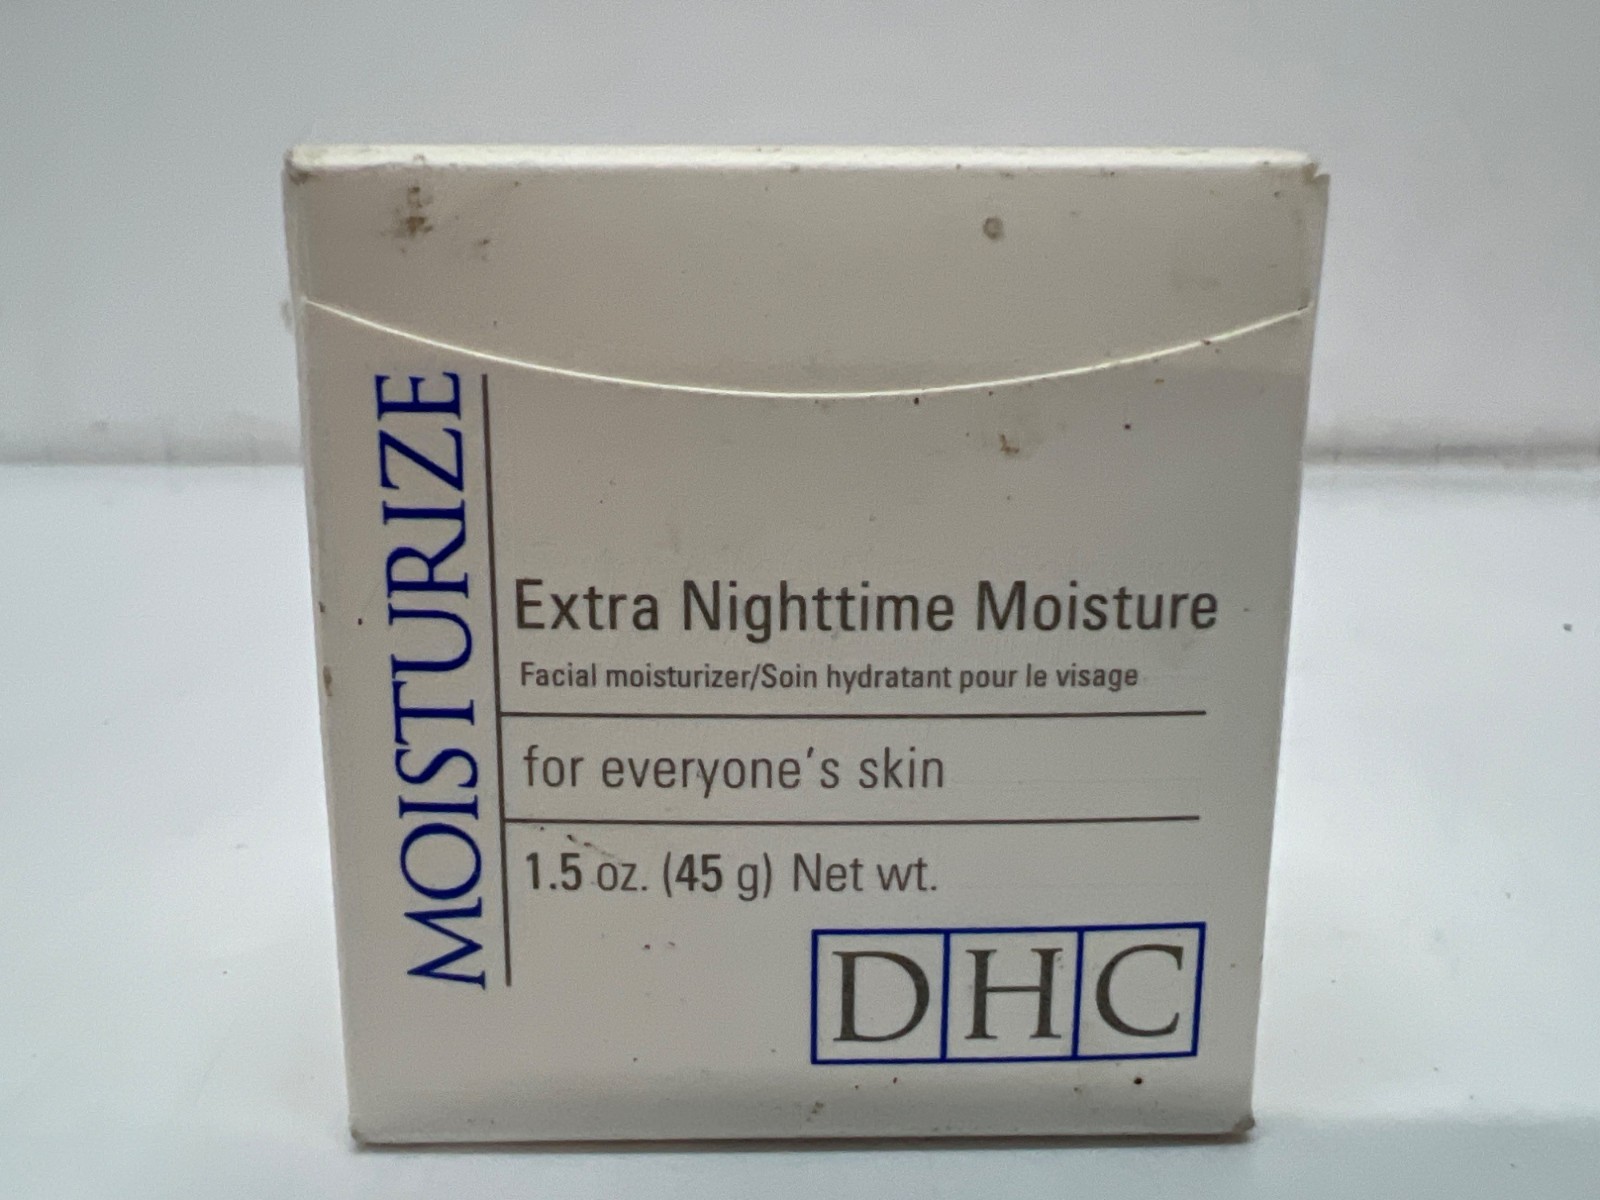 MOISTURIZE
Extra Nighttime Moisture
Facial moisturizer/Soin hydratant pour le visage
for everyone's skin
1.5 oz. (45 g) Net wt.
DHC